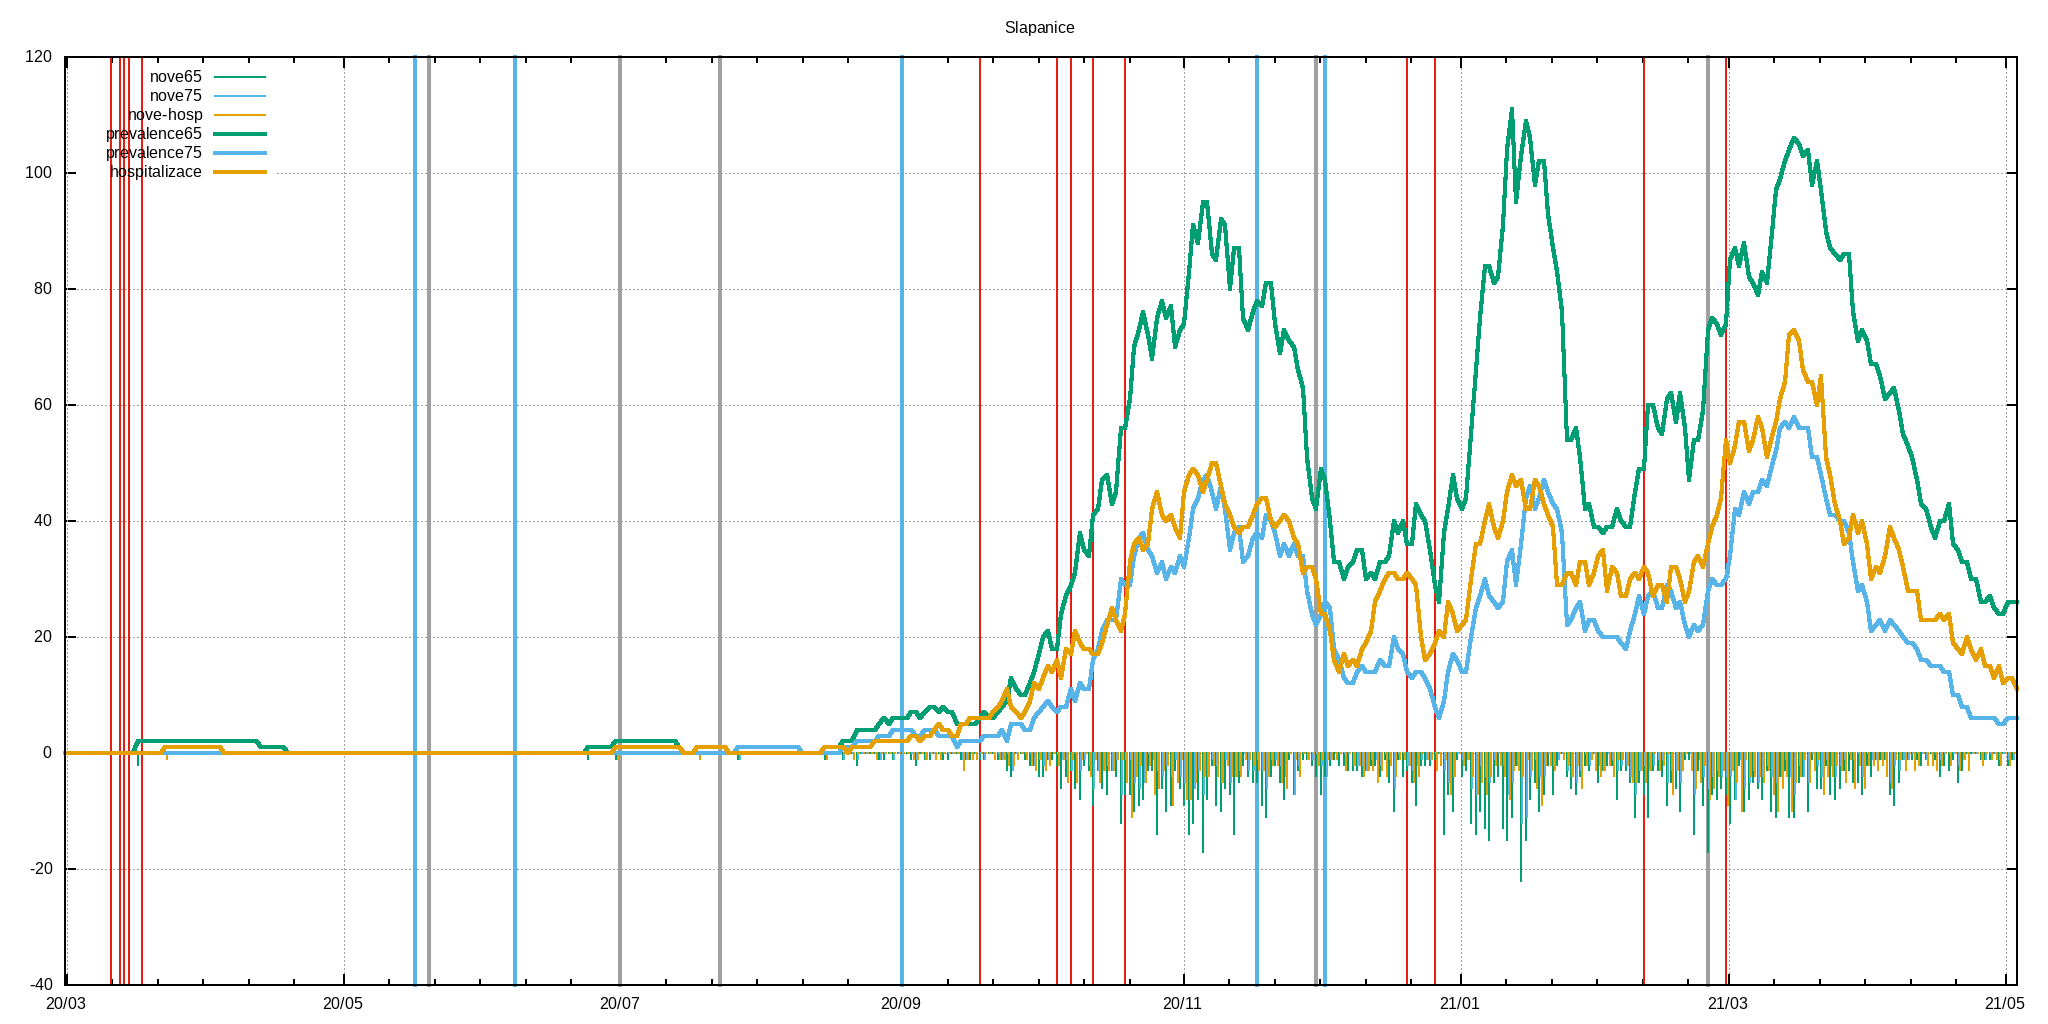 Slapanice
120
100
80
60
40
20
0
-20
-40
nove65
nove75
nove-hosp
prevalence65
prevalence75
hospitalizace
20/03 20/05 20/07 20/09 20/11 21/01 21/03 21/05